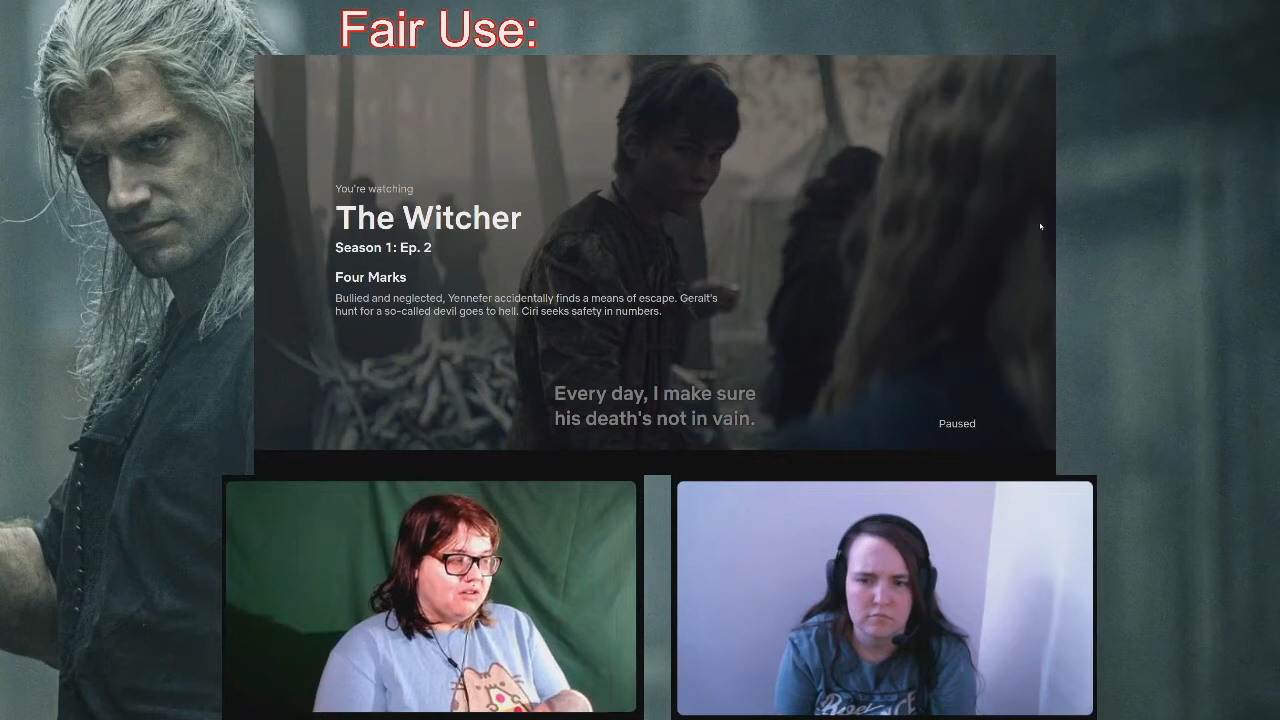 Fair Use:
You're watching
The Witcher
Season 1: Ep. 2
Four Marks
Bullied and neglected, Yennefer accidentally finds a means of escape. Geralt's
hunt for a so-called devil goes to hell. Ciri seeks safety in numbers.
Every day, I make sure
his death's not in vain.
Paused